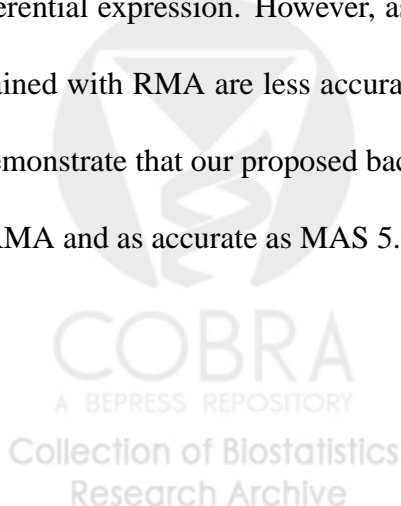 erential expression. However, as
ained with RMA are less accura
emonstrate that our proposed bac
RMA and as accurate as MAS 5.
COBRA
A BEPRESS REPOSITORY
Collection of Biostatistics
Research Archive